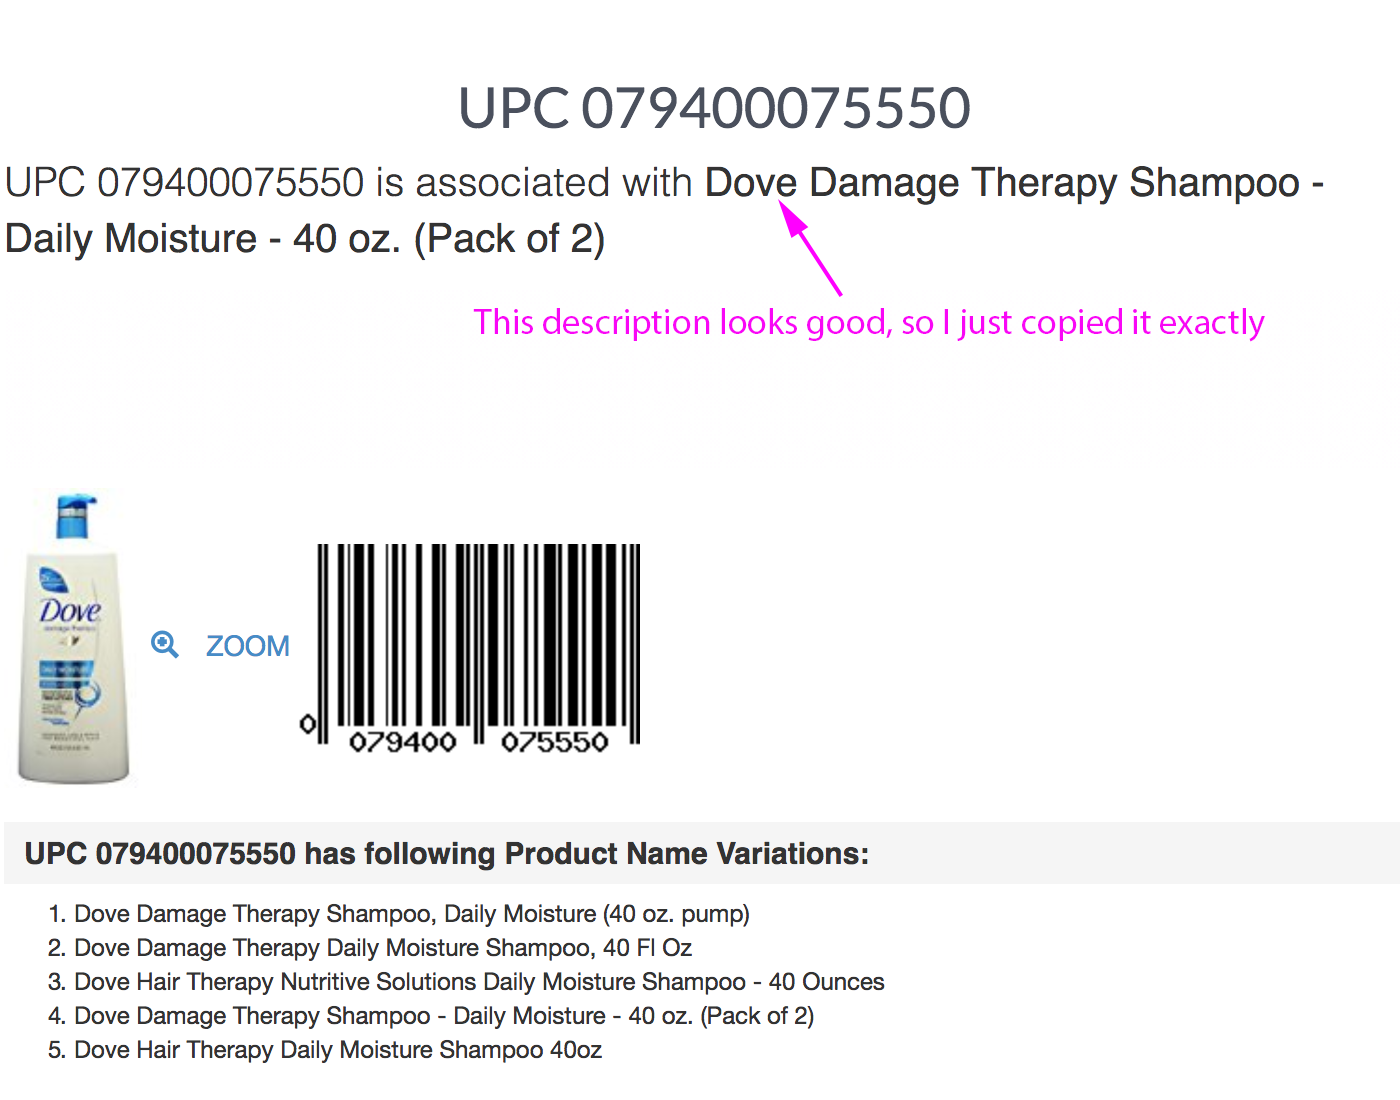 UPC 079400075550
UPC 079400075550 is associated with Dove Damage Therapy Shampoo -
Daily Moisture - 40 oz. (Pack of 2)
This description looks good, so I just copied it exactly
Dove
damage therapy
DAILY MOISTURE
ZOOM
0
079400 075550
UPC 079400075550 has following Product Name Variations:
1. Dove Damage Therapy Shampoo, Daily Moisture (40 oz. pump)
2. Dove Damage Therapy Daily Moisture Shampoo, 40 Fl Oz
3. Dove Hair Therapy Nutritive Solutions Daily Moisture Shampoo - 40 Ounces
4. Dove Damage Therapy Shampoo - Daily Moisture - 40 oz. (Pack of 2)
5. Dove Hair Therapy Daily Moisture Shampoo 40oz